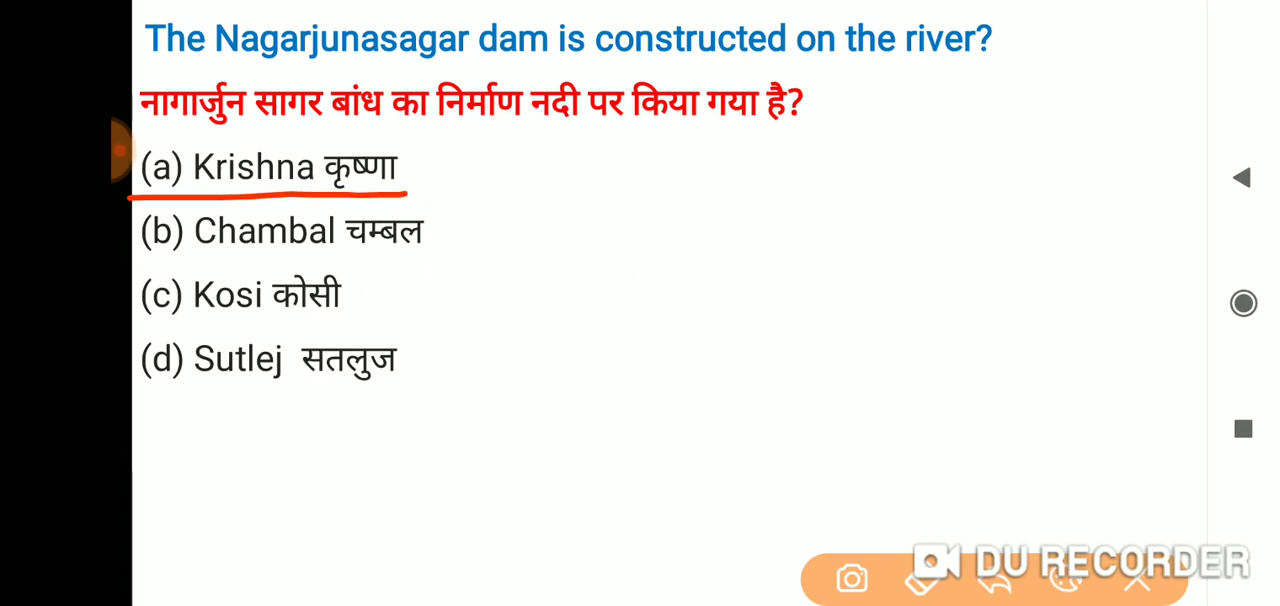 The Nagarjunasagar dam is constructed on the river?
नागार्जुन सागर बांध का निर्माण नदी पर किया गया है?
(a) Krishna कृष्णा
(b) Chambal चम्बल
(c) Kosi कोसी
(d) Sutlej सतलुज
DU RECORDER